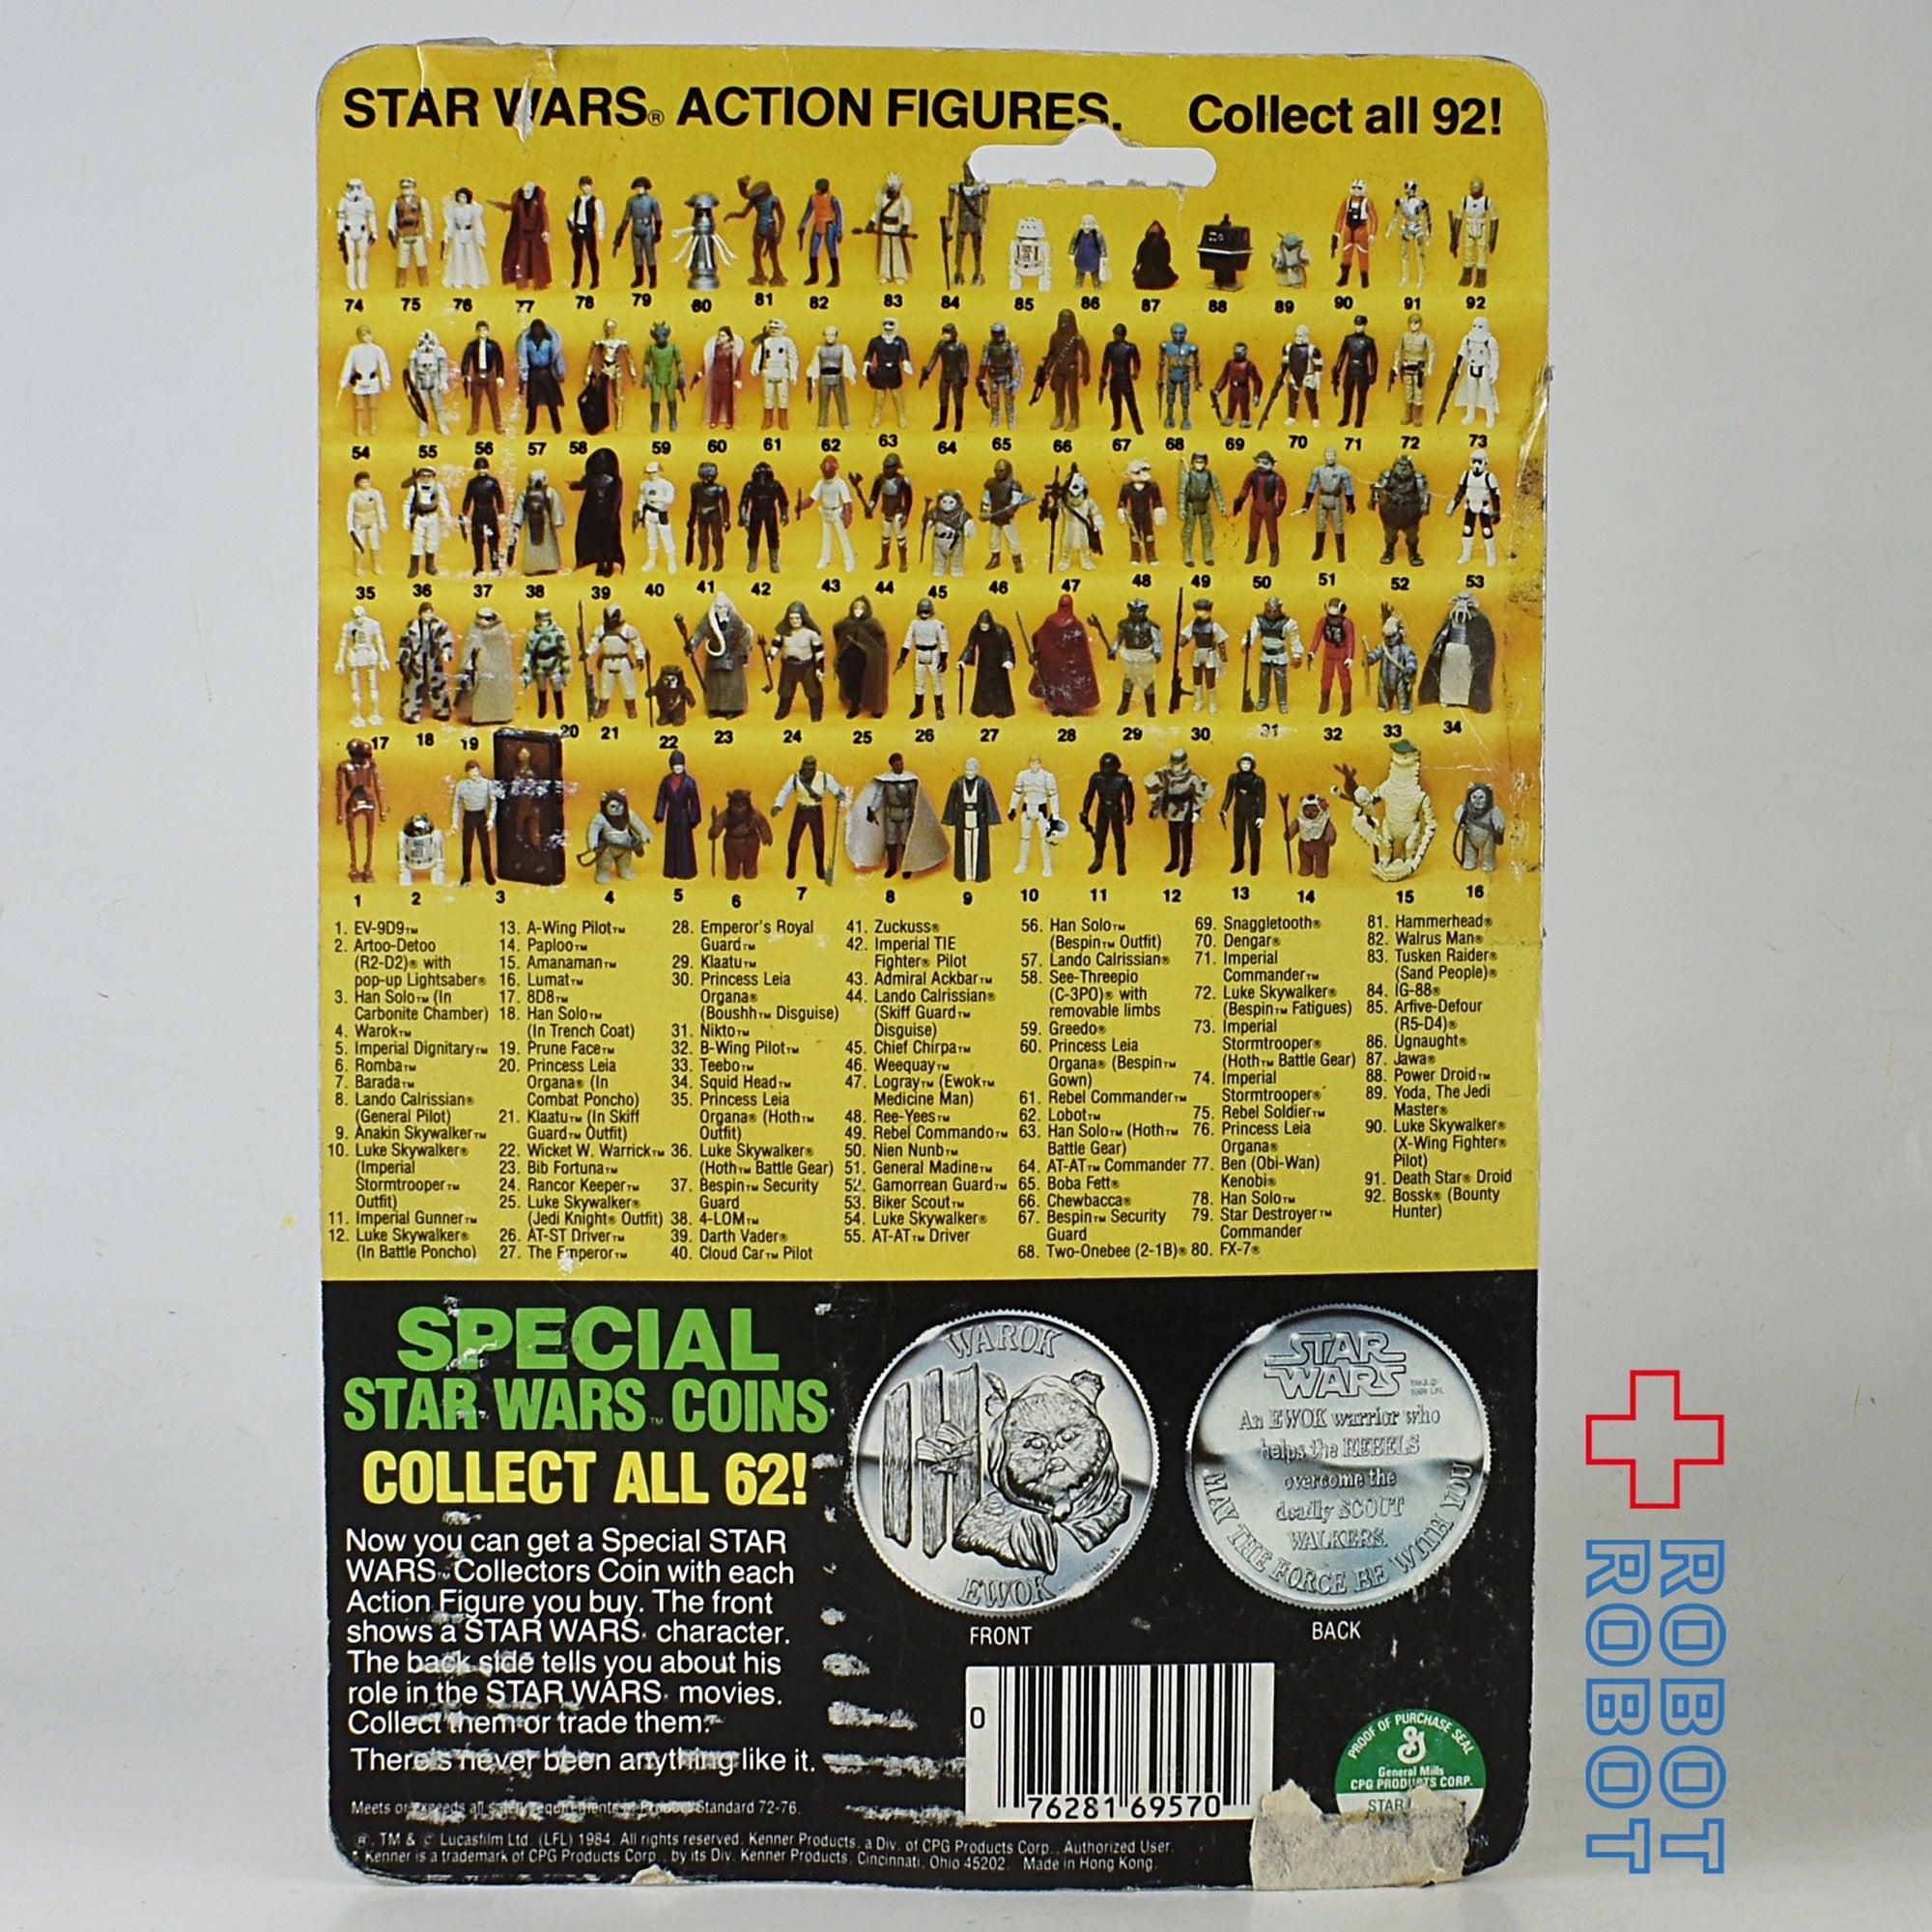 STAR WARS® ACTION FIGURES. Collect all 92!
74 75 76 77 78 79 80 81 82 83 84 85 86 87 88 89 90 91 92
54 55 56 57 58 59 60 61 62 63 64 65 66 67 68 69 70 71 72 73
35 36 37 38 39 40 41 42 43 44 45 46 47 48 49 50 51 52 53
17 18 19 20 21 22 23 24 25 26 27 28 29 30 31 32 33 34
1 2 3 4 5 6 7 8 9 10 11 12 13 14 15 16
1. EV-9D9™
2. Artoo-Detoo
(R2-D2)® with
pop-up Lightsaber®
3. Han Solo™ (In
Carbonite Chamber)
4. Warok™
5. Imperial Dignitary™
6. Romba™
7. Barada™
8. Lando Calrissian®
(General Pilot)
9. Anakin Skywalker™
10. Luke Skywalker®
(Imperial
Stormtrooper™
Outfit)
11. Imperial Gunner™
12. Luke Skywalker®
(In Battle Poncho)
13. A-Wing Pilot™
14. Paploo™
15. Amanaman™
16. Lumat™
17. 8D8™
18. Han Solo™
(In Trench Coat)
19. Prune Face™
20. Princess Leia
Organa® (In
Combat Poncho)
21. Klaatu™ (In Skiff
Guard™ Outfit)
22. Wicket W. Warrick™
23. Bib Fortuna™
24. Rancor Keeper™
25. Luke Skywalker®
(Jedi Knight® Outfit)
26. AT-ST Driver™
27. The Emperor™
28. Emperor's Royal
Guard™
29. Klaatu™
30. Princess Leia
Organa®
(Boushh™ Disguise)
31. Nikto™
32. B-Wing Pilot™
33. Teebo™
34. Squid Head™
35. Princess Leia
Organa® (Hoth™
Outfit)
36. Luke Skywalker®
(Hoth™ Battle Gear)
37. Bespin™ Security
Guard
38. 4-LOM™
39. Darth Vader®
40. Cloud Car™ Pilot
41. Zuckuss®
42. Imperial TIE
Fighter® Pilot
43. Admiral Ackbar™
44. Lando Calrissian®
(Skiff Guard™
Disguise)
45. Chief Chirpa™
46. Weequay™
47. Logray™ (Ewok™
Medicine Man)
48. Ree-Yees™
49. Rebel Commando™
50. Nien Nunb™
51. General Madine™
52. Gamorrean Guard™
53. Biker Scout™
54. Luke Skywalker®
55. AT-AT™ Driver
56. Han Solo™
(Bespin™ Outfit)
57. Lando Calrissian®
58. See-Threepio
(C-3PO)® with
removable limbs
59. Greedo®
60. Princess Leia
Organa® (Bespin™
Gown)
61. Rebel Commander™
62. Lobot™
63. Han Solo™ (Hoth™
Battle Gear)
64. AT-AT™ Commander
65. Boba Fett®
66. Chewbacca®
67. Bespin™ Security
Guard
68. Two-Onebee (2-1B)®
69. Snaggletooth®
70. Dengar®
71. Imperial
Commander™
72. Luke Skywalker®
(Bespin™ Fatigues)
73. Imperial
Stormtrooper®
(Hoth™ Battle Gear)
74. Imperial
Stormtrooper®
75. Rebel Soldier™
76. Princess Leia
Organa®
77. Ben (Obi-Wan)
Kenobi®
78. Han Solo™
79. Star Destroyer™
Commander
80. FX-7®
81. Hammerhead®
82. Walrus Man®
83. Tusken Raider®
(Sand People)®
84. IG-88®
85. Arfive-Defour
(R5-D4)®
86. Ugnaught®
87. Jawa®
88. Power Droid™
89. Yoda, The Jedi
Master®
90. Luke Skywalker®
(X-Wing Fighter®
Pilot)
91. Death Star® Droid
92. Bossk® (Bounty
Hunter)
SPECIAL
STAR WARS™ COINS
COLLECT ALL 62!
Now you can get a Special STAR
WARS™ Collectors Coin with each
Action Figure you buy. The front
shows a STAR WARS character.
The back side tells you about his
role in the STAR WARS movies.
Collect them or trade them.
There's never been anything like it.
WAROK
EWOK
FRONT
STAR
WARS
An EWOK warrior who
helps the REBELS
overcome the
deadly SCOUT
WALKERS.
MAY THE FORCE BE WITH YOU
BACK
0 76281 69570
PROOF OF PURCHASE SEAL
General Mills
CPG PRODUCTS CORP.
STAR
Meets or exceeds all safety requirements of Product Standard 72-76.
®, TM & © Lucasfilm Ltd. (LFL) 1984. All rights reserved. Kenner Products, a Div. of CPG Products Corp., Authorized User.
* Kenner is a trademark of CPG Products Corp., by its Div. Kenner Products, Cincinnati, Ohio 45202. Made in Hong Kong.
ROBOT
ROBOT